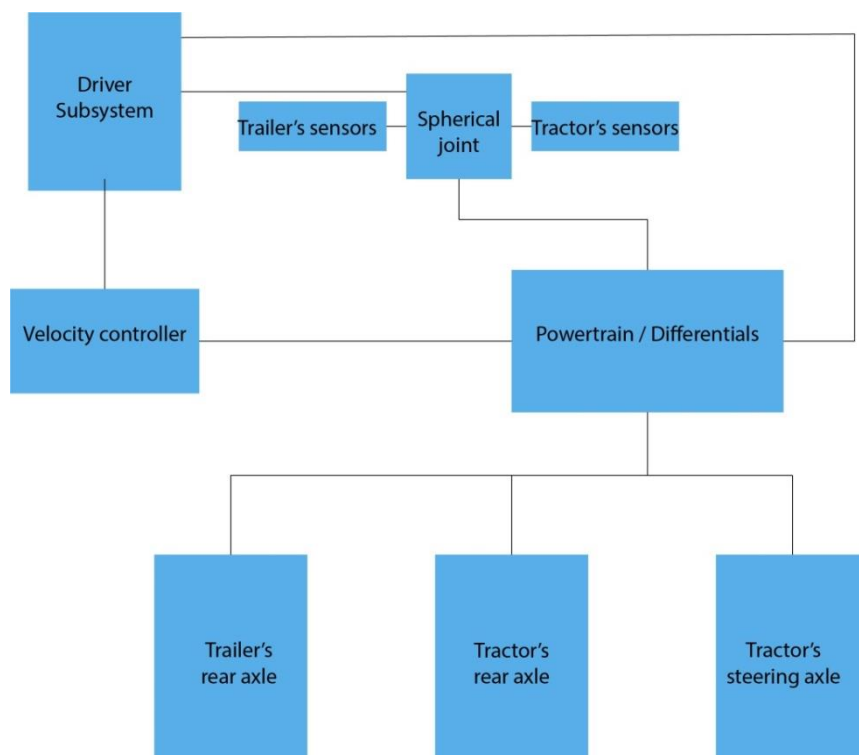 Driver
Subsystem
Trailer's sensors
Spherical
joint
Tractor's sensors
Velocity controller
Powertrain / Differentials
Trailer's
rear axle
Tractor's
rear axle
Tractor's
steering axle